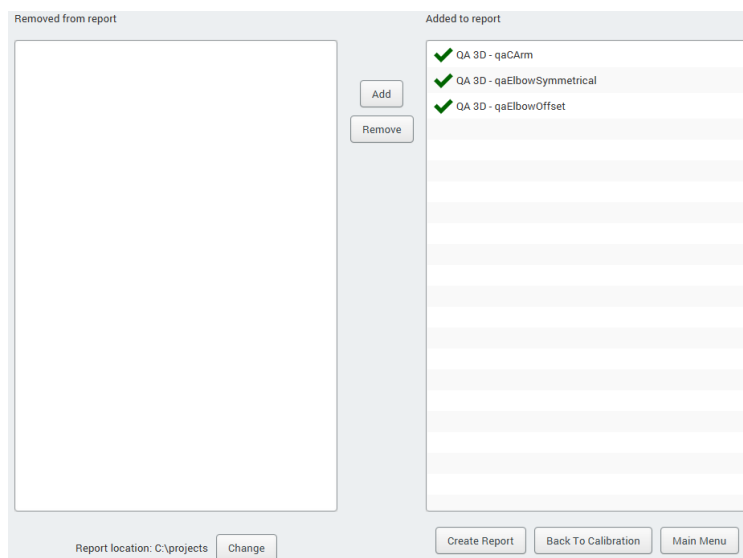 Removed from report
Added to report
QA 3D - qaCArm
QA 3D - qaElbowSymmetrical
QA 3D - qaElbowOffset
Add
Remove
Report location: C:\projects
Change
Create Report
Back To Calibration
Main Menu